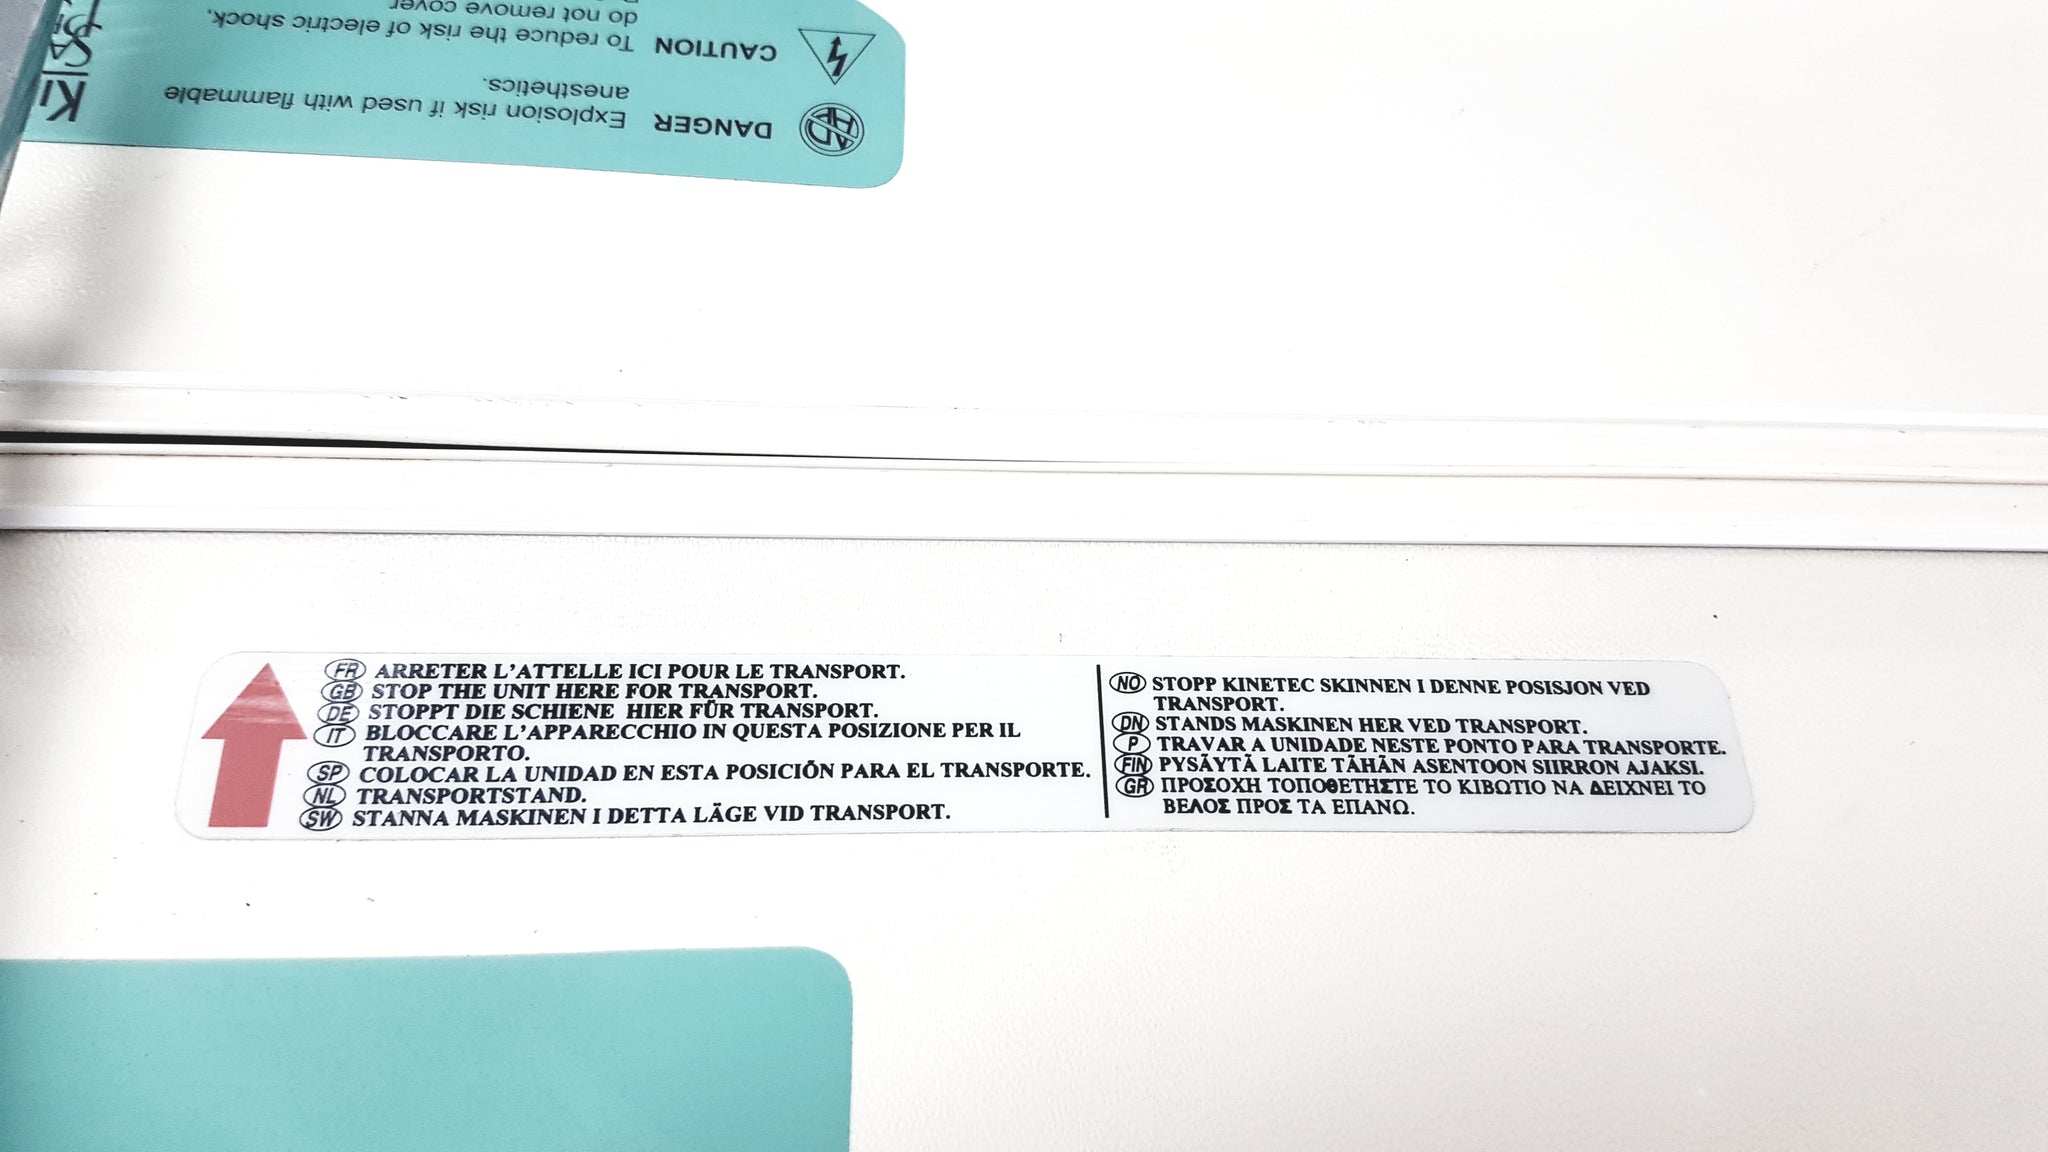 do not remove cover
CAUTION To reduce the risk of electric shock,
DANGER Explosion risk if used with flammable
anesthetics.
FR ARRETER L'ATTELLE ICI POUR LE TRANSPORT.
GB STOP THE UNIT HERE FOR TRANSPORT.
DE STOPPT DIE SCHIENE HIER FÜR TRANSPORT.
IT BLOCCARE L'APPARECCHIO IN QUESTA POSIZIONE PER IL
TRANSPORTO.
SP COLOCAR LA UNIDAD EN ESTA POSICIÓN PARA EL TRANSPORTE.
NL TRANSPORTSTAND.
SW STANNA MASKINEN I DETTA LÄGE VID TRANSPORT.
NO STOPP KINETEC SKINNEN I DENNE POSISJON VED
TRANSPORT.
DN STANDS MASKINEN HER VED TRANSPORT.
P TRAVAR A UNIDADE NESTE PONTO PARA TRANSPORTE.
FIN PYSÄYTÄ LAITE TÄHÄN ASENTOON SIIRRON AJAKSI.
GR ΠΡΟΣΟΧΗ ΤΟΠΟΘΕΤΗΣΤΕ ΤΟ ΚΙΒΩΤΙΟ ΝΑ ΔΕΙΧΝΕΙ ΤΟ
ΒΕΛΟΣ ΠΡΟΣ ΤΑ ΕΠΑΝΩ.